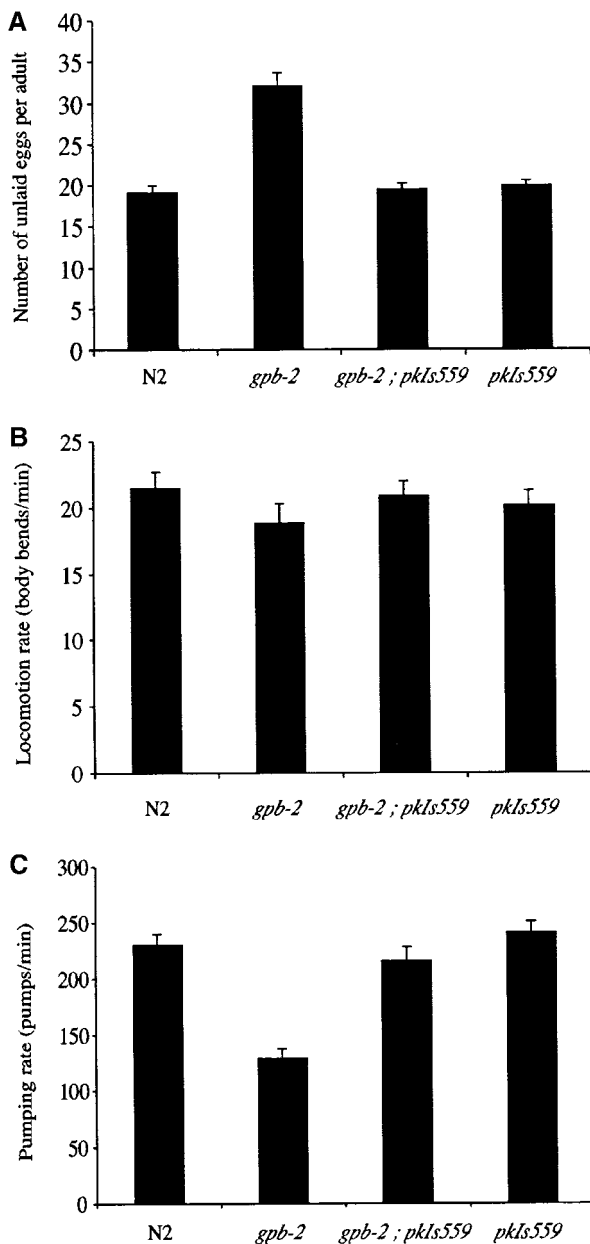 A
Number of unlaid eggs per adult
40
35
30
25
20
15
10
5
0
N2 gpb-2 gpb-2 ; pkIs559 pkIs559
B
Locomotion rate (body bends/min)
25
20
15
10
5
0
N2 gpb-2 gpb-2 ; pkIs559 pkIs559
C
Pumping rate (pumps/min)
300
250
200
150
100
50
0
N2 gpb-2 gpb-2 ; pkIs559 pkIs559